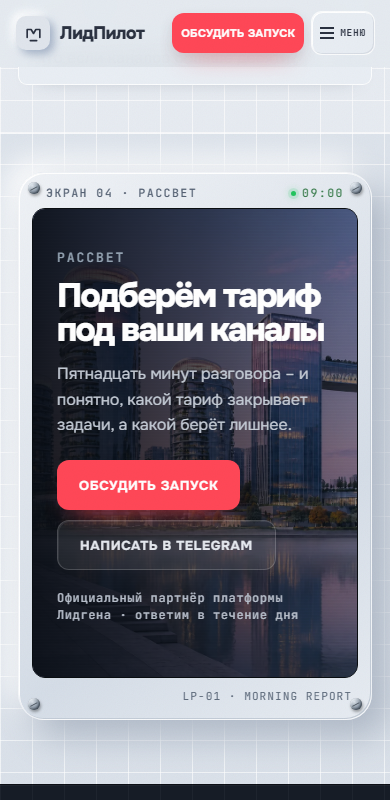 ЛидПилот
ОБСУДИТЬ ЗАПУСК
МЕНЮ
ЭКРАН 04 · РАССВЕТ
09:00
РАССВЕТ
Подберём тариф
под ваши каналы
Пятнадцать минут разговора – и
понятно, какой тариф закрывает
задачи, а какой берёт лишнее.
ОБСУДИТЬ ЗАПУСК
НАПИСАТЬ В TELEGRAM
Официальный партнёр платформы
Лидгена · ответим в течение дня
LP-01 · MORNING REPORT